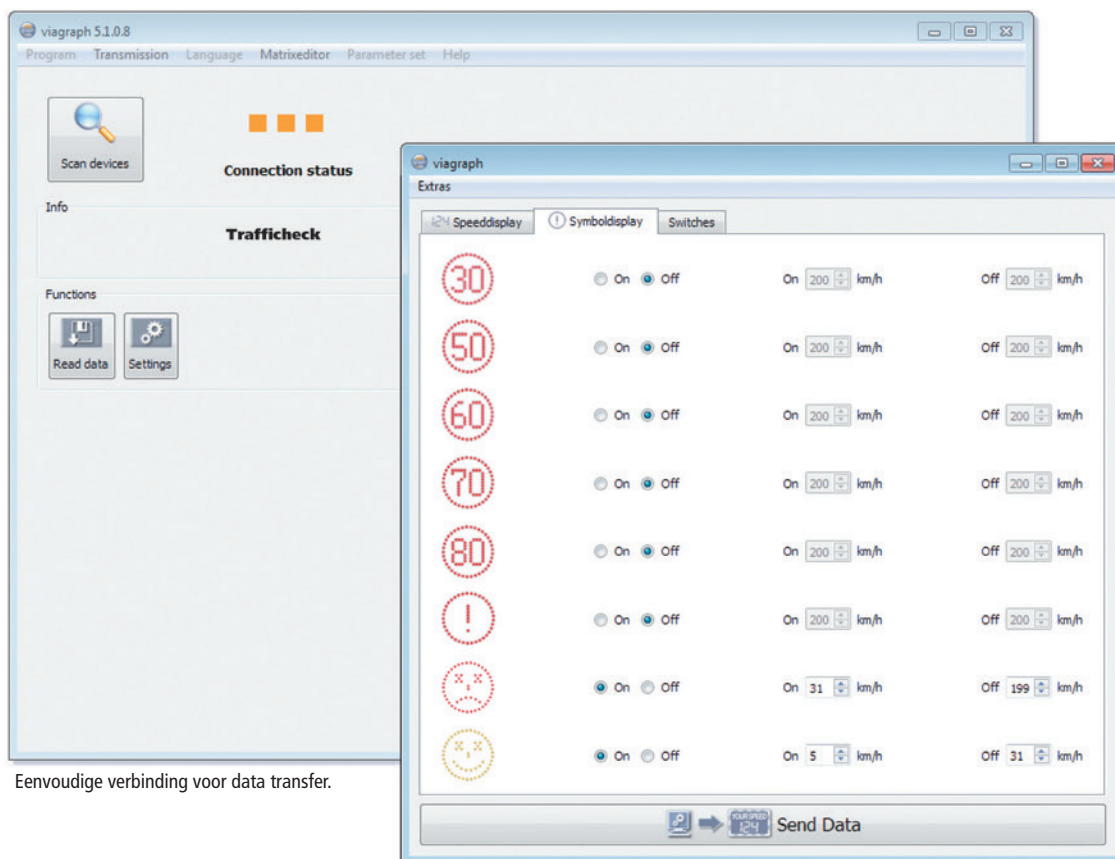 viagraph 5.1.0.8
Program Transmission Language Matrixeditor Parameter set Help
Scan devices
Connection status
Info
Trafficheck
Functions
Read data Settings
Eenvoudige verbinding voor data transfer.
viagraph
Extras
124 Speeddisplay ! Symboldisplay Switches
30 On Off On 200 km/h Off 200 km/h
50 On Off On 200 km/h Off 200 km/h
60 On Off On 200 km/h Off 200 km/h
70 On Off On 200 km/h Off 200 km/h
80 On Off On 200 km/h Off 200 km/h
! On Off On 200 km/h Off 200 km/h
On Off On 31 km/h Off 199 km/h
On Off On 5 km/h Off 31 km/h
YOUR SPEED
124 Send Data